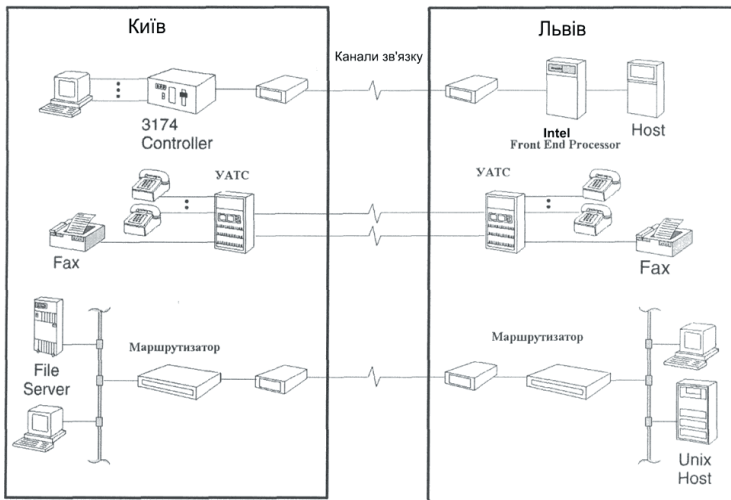 Київ
Львів
Канали зв'язку
3174
Controller
Intel
Front End Processor
Host
УАТС
УАТС
Fax
Fax
Маршрутизатор
Маршрутизатор
File
Server
Unix
Host